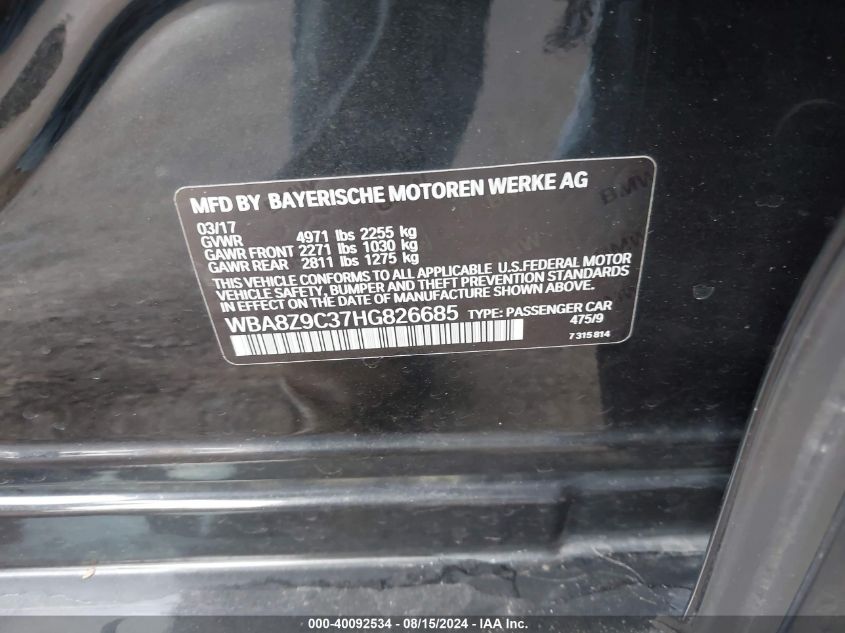 MFD BY BAYERISCHE MOTOREN WERKE AG
03/17
GVWR 4971 lbs 2255 kg
GAWR FRONT 2271 lbs 1030 kg
GAWR REAR 2811 lbs 1275 kg
THIS VEHICLE CONFORMS TO ALL APPLICABLE U.S.FEDERAL MOTOR
VEHICLE SAFETY, BUMPER AND THEFT PREVENTION STANDARDS
IN EFFECT ON THE DATE OF MANUFACTURE SHOWN ABOVE.
WBA8Z9C37HG826685 TYPE: PASSENGER CAR
475/9
7 315 814
BMW
000-40092534 - 08/15/2024 - IAA Inc.